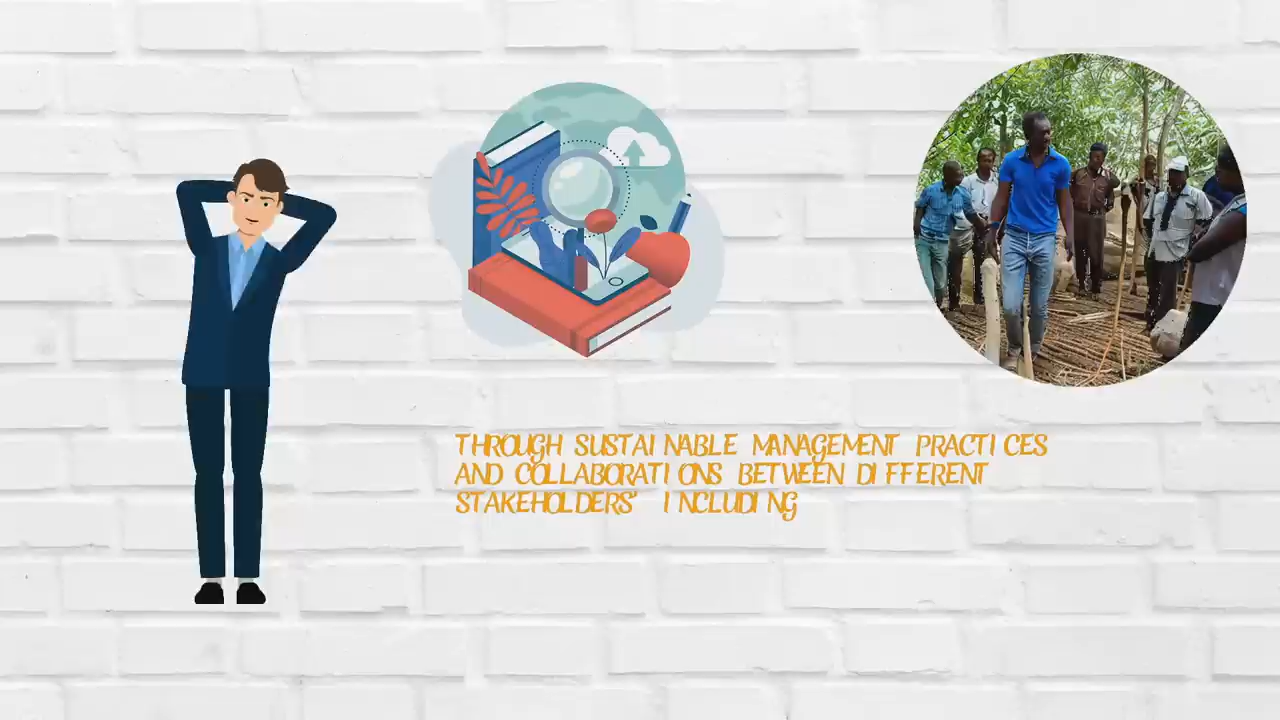 THROUGH SUSTAINABLE MANAGEMENT PRACTICES
AND COLLABORATIONS BETWEEN DIFFERENT
STAKEHOLDERS' INCLUDING